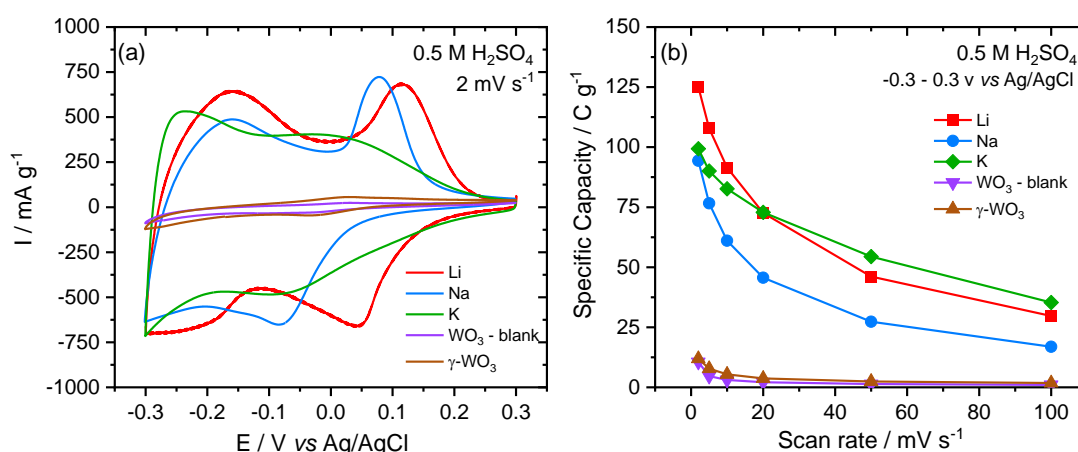 (a)
0.5 M H₂SO₄
2 mV s⁻¹
1000
750
500
250
0
-250
-500
-750
-1000
I / mA g⁻¹
Li
Na
K
WO₃ - blank
γ-WO₃
-0.3 -0.2 -0.1 0.0 0.1 0.2 0.3
E / V vs Ag/AgCl
(b)
0.5 M H₂SO₄
-0.3 - 0.3 v vs Ag/AgCl
150
125
100
75
50
25
0
Specific Capacity / C g⁻¹
Li
Na
K
WO₃ - blank
γ-WO₃
0 20 40 60 80 100
Scan rate / mV s⁻¹